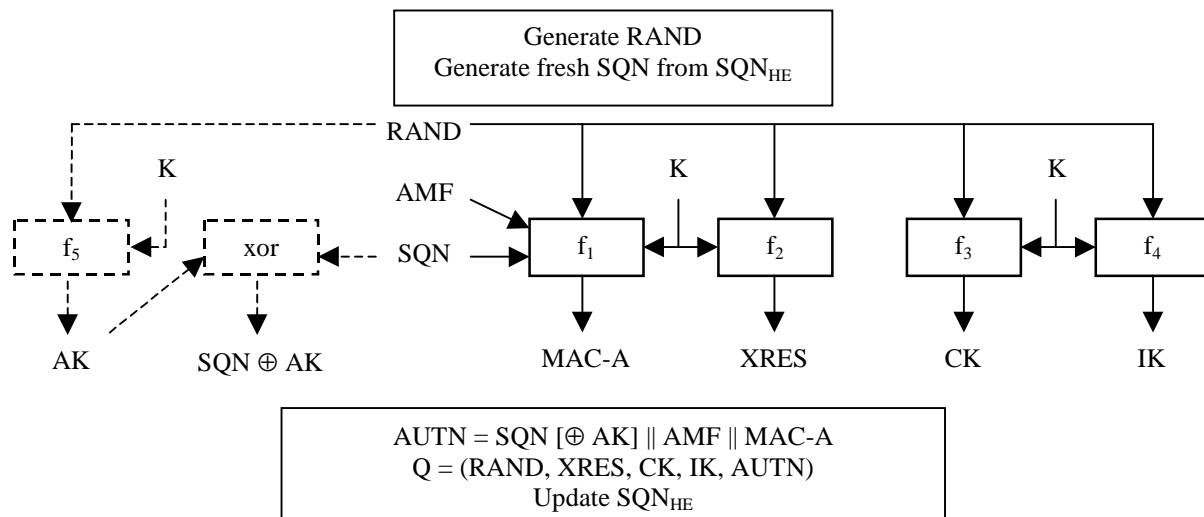 Generate RAND
Generate fresh SQN from SQN_HE
RAND
K
K
K
AMF
SQN
f₅
xor
f₁
f₂
f₃
f₄
AK
SQN ⊕ AK
MAC-A
XRES
CK
IK
AUTN = SQN [⊕ AK] || AMF || MAC-A
Q = (RAND, XRES, CK, IK, AUTN)
Update SQN_HE